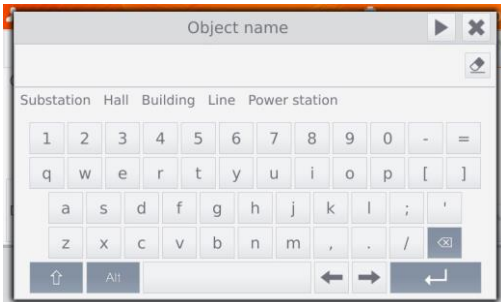 Object name
Substation Hall Building Line Power station
1 2 3 4 5 6 7 8 9 0 - =
q w e r t y u i o p [ ]
a s d f g h j k l ; '
z x c v b n m , . /
Alt